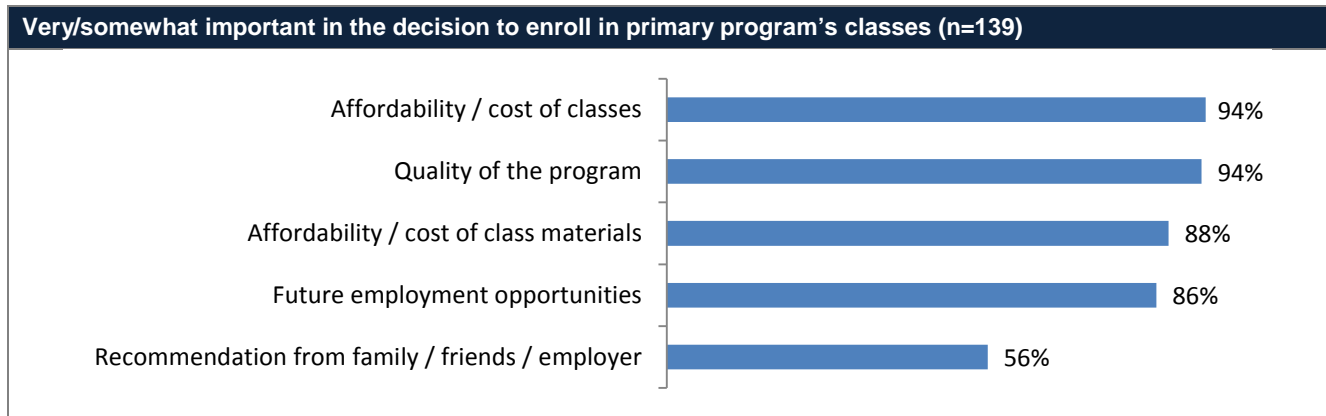 Very/somewhat important in the decision to enroll in primary program’s classes (n=139)
Affordability / cost of classes 94%
Quality of the program 94%
Affordability / cost of class materials 88%
Future employment opportunities 86%
Recommendation from family / friends / employer 56%